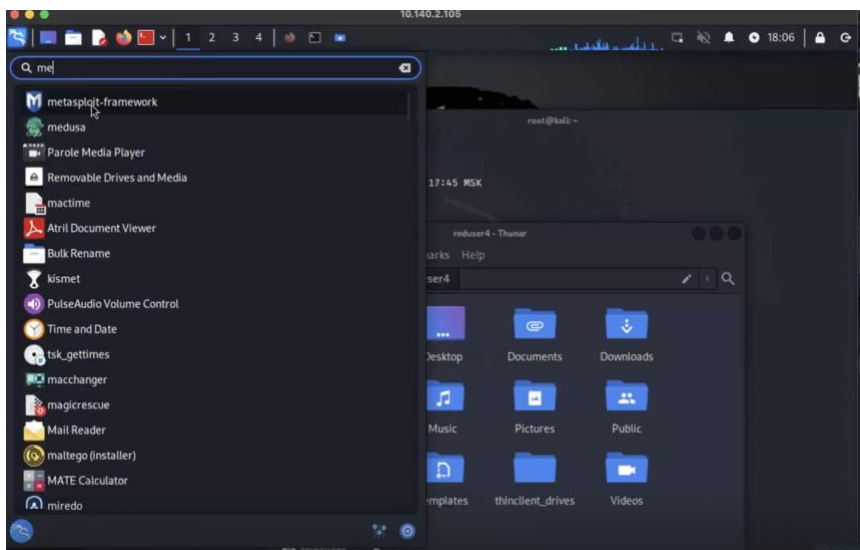 10.140.2.105
1 2 3 4
18:06
me
metasploit-framework
medusa
Parole Media Player
Removable Drives and Media
mactime
Atril Document Viewer
Bulk Rename
kismet
PulseAudio Volume Control
Time and Date
tsk_gettimes
macchanger
magicrescue
Mail Reader
maltego (installer)
MATE Calculator
miredo
root@kali: ~
17:45 MSK
reduser4 - Thunar
arks Help
ser4
Desktop Documents Downloads
Music Pictures Public
emplates thinclient_drives Videos